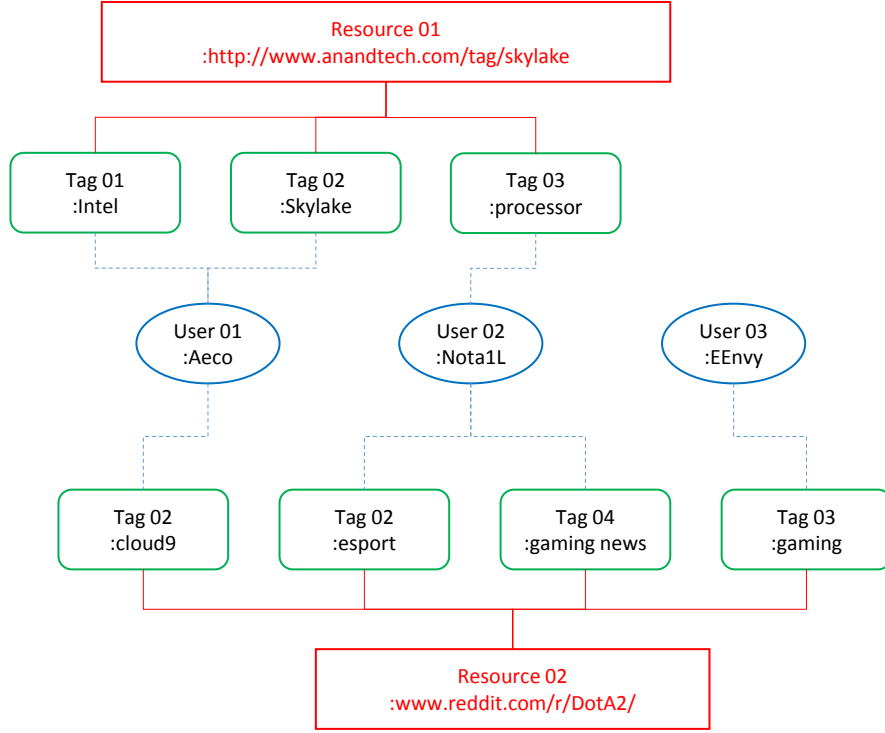 Resource 01
:http://www.anandtech.com/tag/skylake
Tag 01
:Intel
Tag 02
:Skylake
Tag 03
:processor
User 01
:Aeco
User 02
:Nota1L
User 03
:EEnvy
Tag 02
:cloud9
Tag 02
:esport
Tag 04
:gaming news
Tag 03
:gaming
Resource 02
:www.reddit.com/r/DotA2/